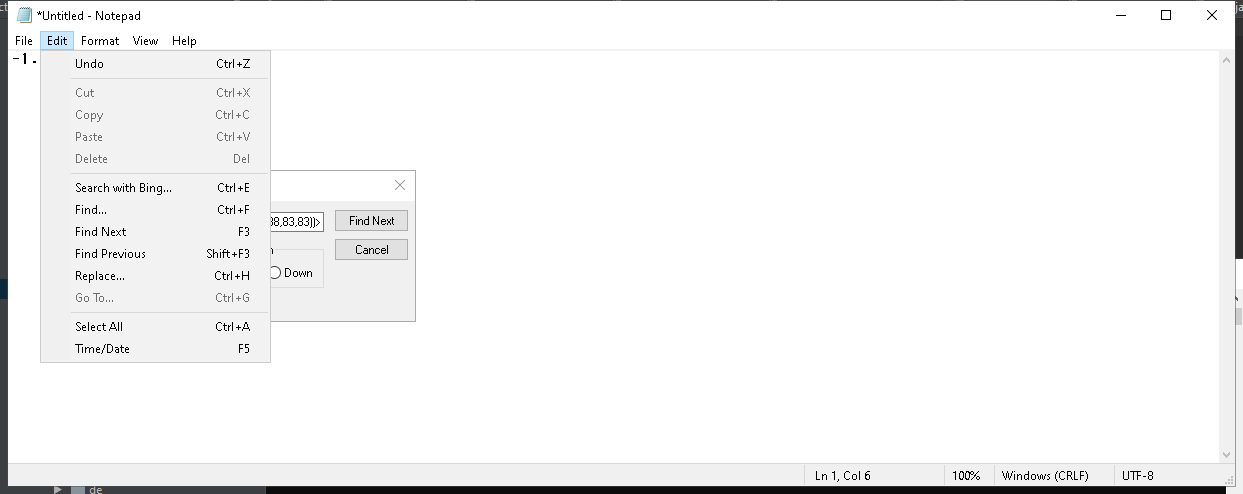 *Untitled - Notepad
File Edit Format View Help
-1.
Undo Ctrl+Z
Cut Ctrl+X
Copy Ctrl+C
Paste Ctrl+V
Delete Del
Search with Bing... Ctrl+E
Find... Ctrl+F
Find Next F3
Find Previous Shift+F3
Replace... Ctrl+H
Go To... Ctrl+G
Select All Ctrl+A
Time/Date F5
38,83,83))> Find Next
Cancel
Down
Ln 1, Col 6 100% Windows (CRLF) UTF-8
de